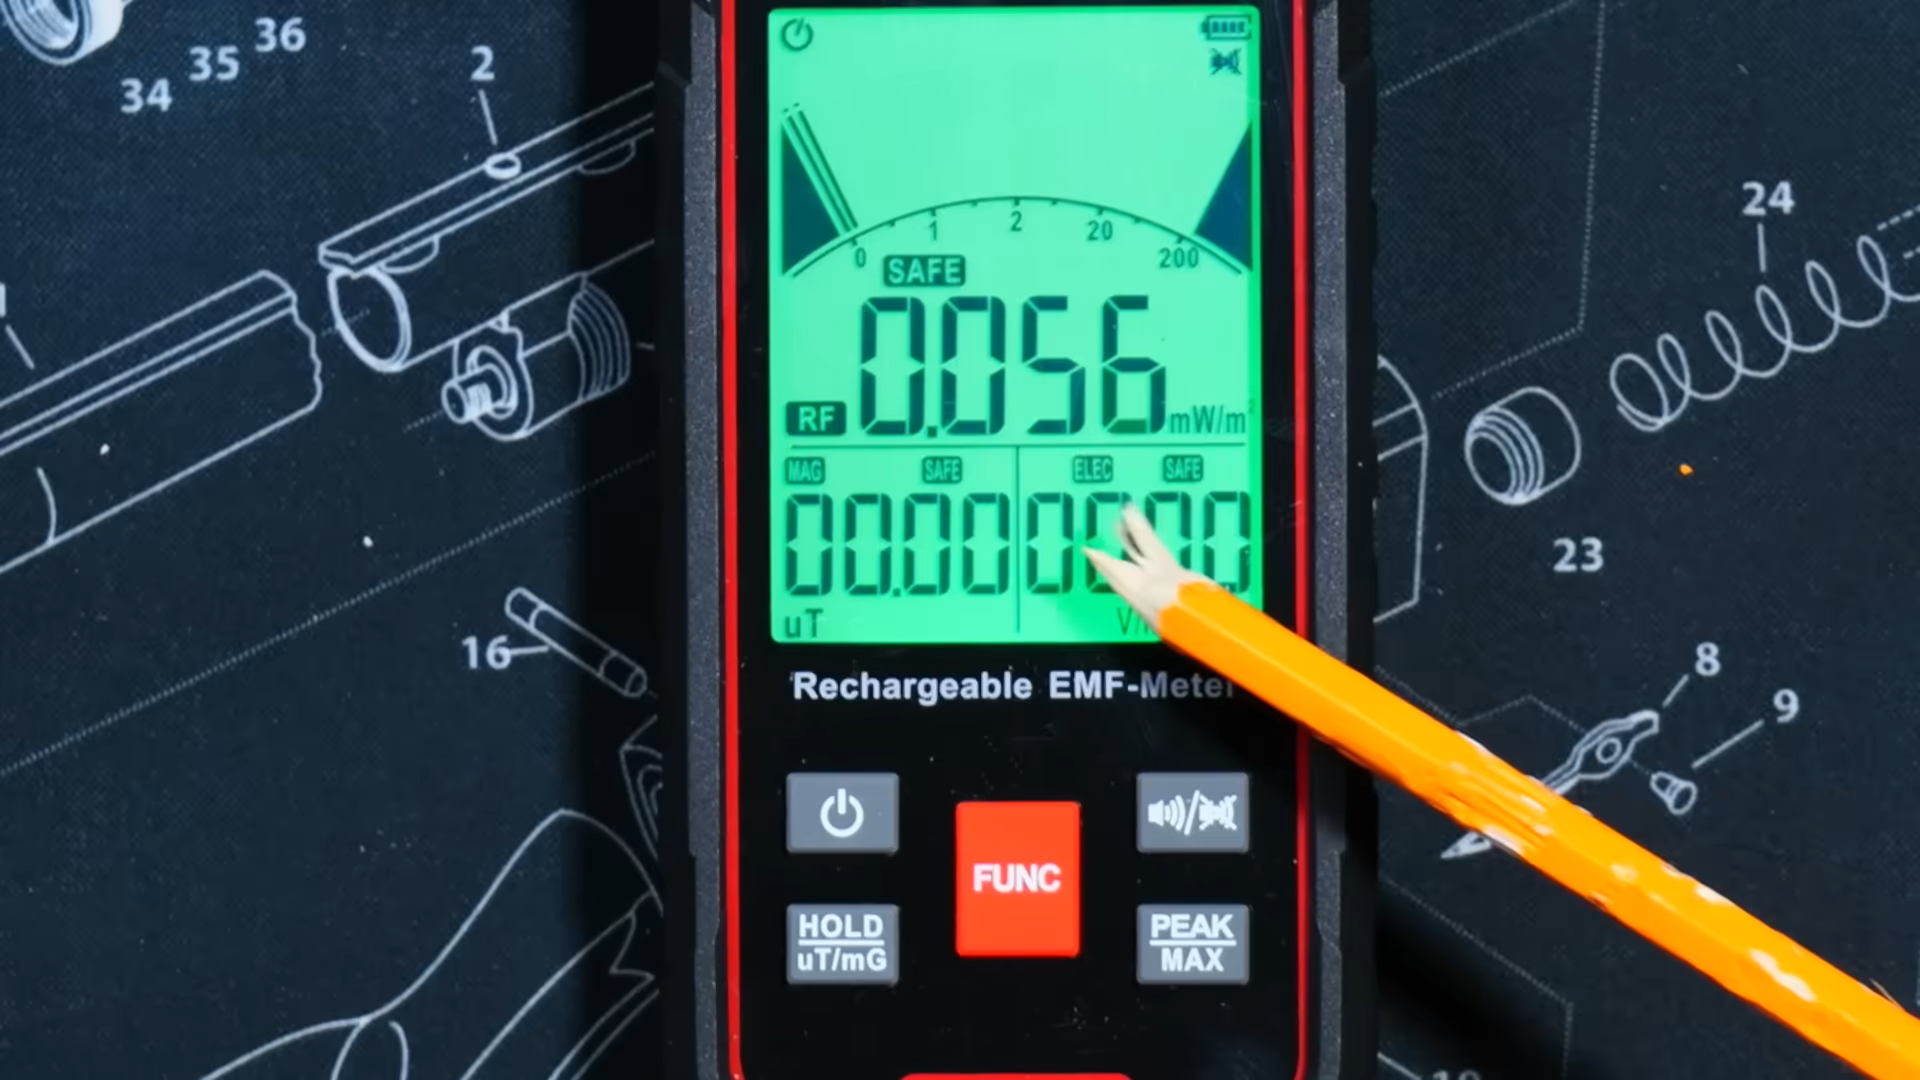 36
35
34
2
24
0 1 2 20 200
SAFE
0.056
RF
mW/m²
MAG SAFE ELEC SAFE
00.00 0000
uT
23
16
8
9
Rechargeable EMF-Meter
FUNC
HOLD
uT/mG
PEAK
MAX